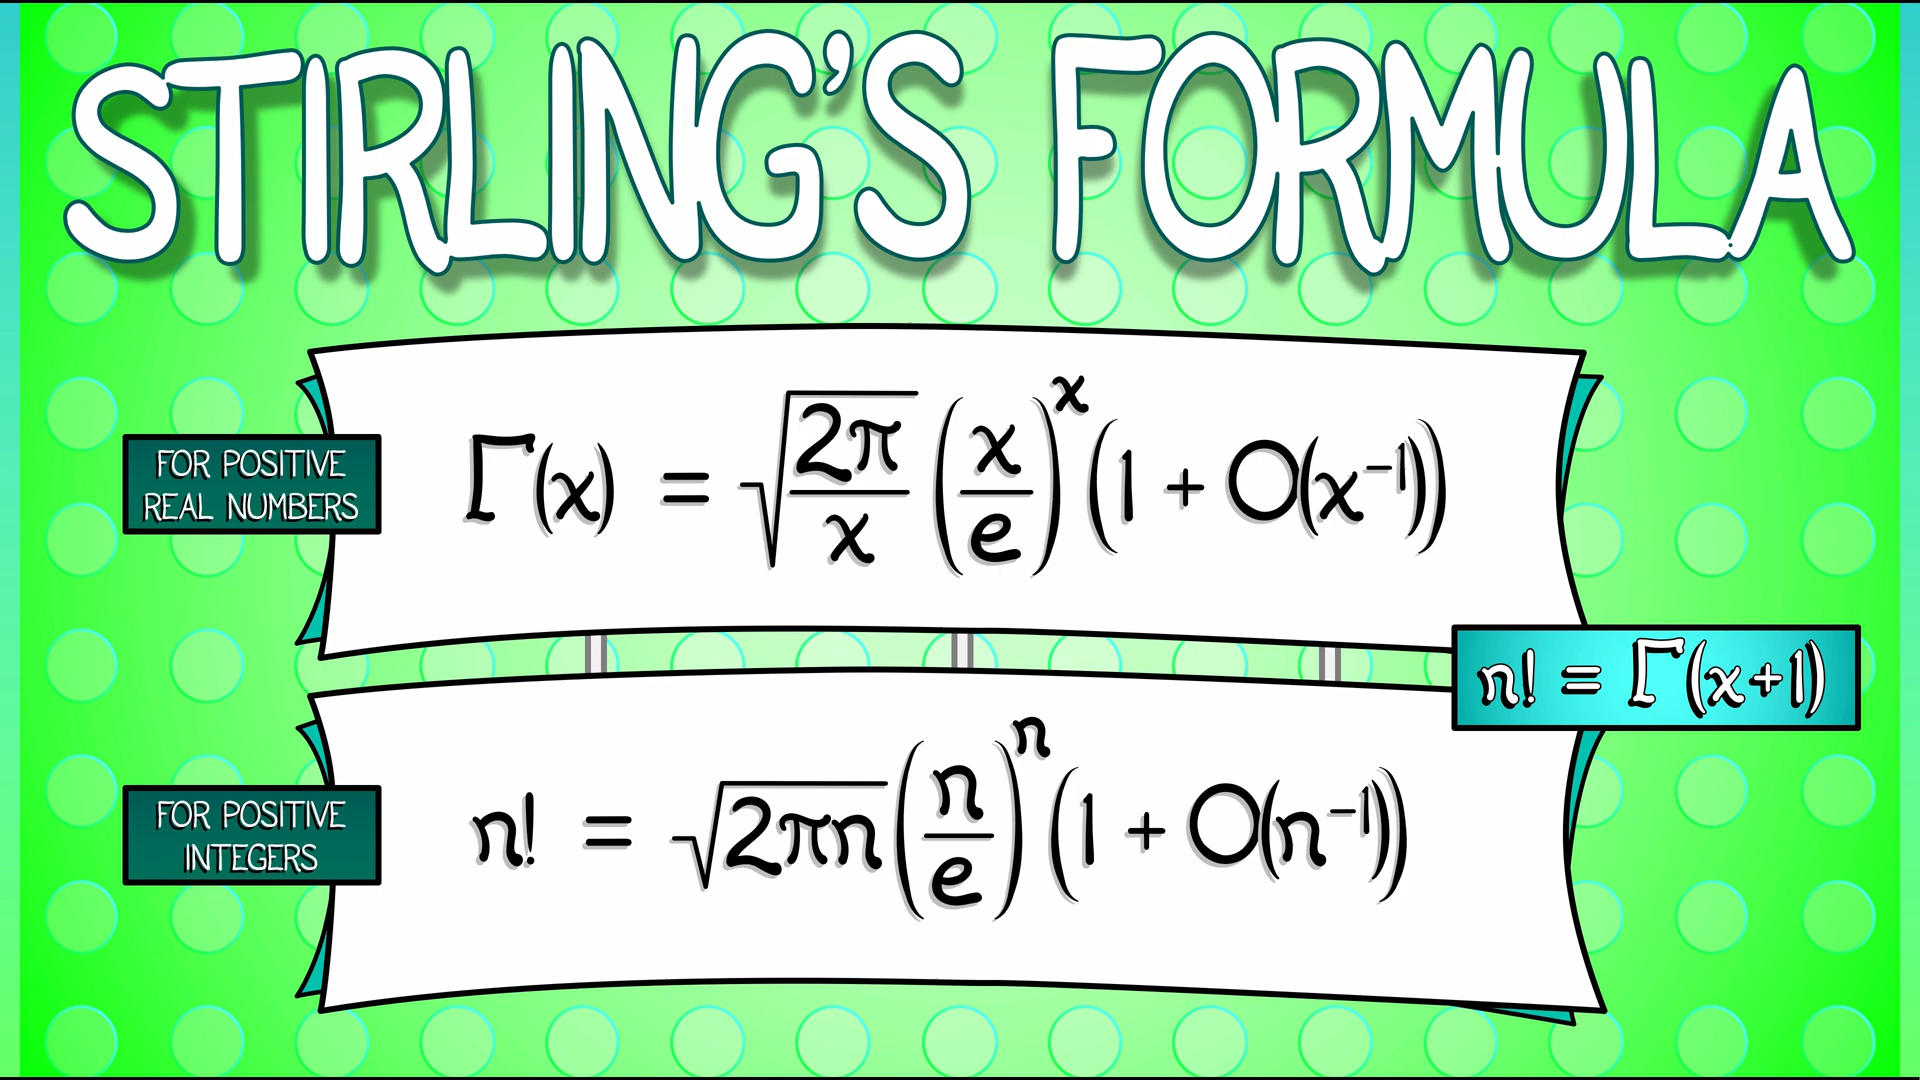 STIRLING'S FORMULA
FOR POSITIVE
REAL NUMBERS
Γ(x) = √(2π/x) (x/e)^x (1 + O(x⁻¹))
n! = Γ(x+1)
FOR POSITIVE
INTEGERS
n! = √(2πn) (n/e)^n (1 + O(n⁻¹))